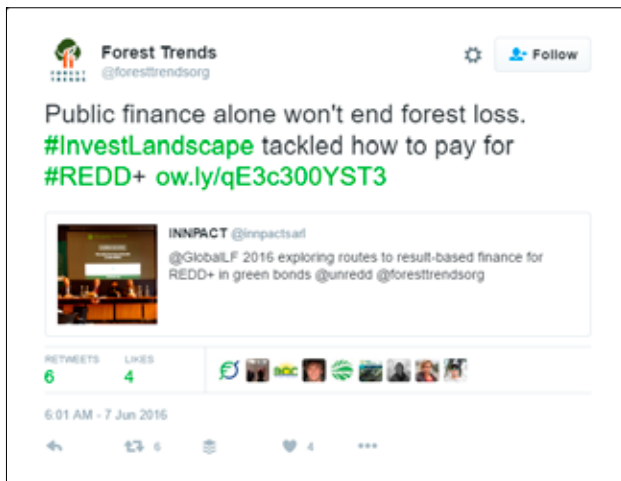 Forest Trends
@foresttrendsorg
Follow
FOREST
TRENDS
Public finance alone won't end forest loss.
#InvestLandscape tackled how to pay for
#REDD+ ow.ly/qE3c300YST3
INNPACT @innpactsarl
@GlobalLF 2016 exploring routes to result-based finance for
REDD+ in green bonds @unredd @foresttrendsorg
RETWEETS LIKES
6 4
6:01 AM - 7 Jun 2016
6 4